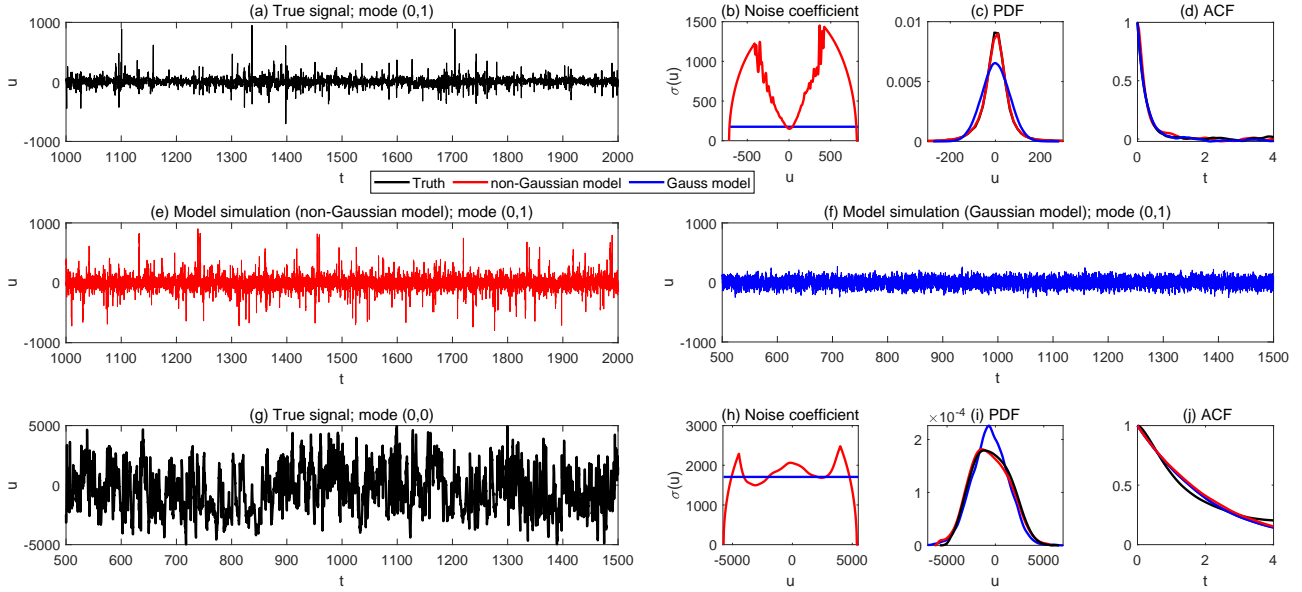 (a) True signal; mode (0,1)
1000
0
-1000
u
1000 1100 1200 1300 1400 1500 1600 1700 1800 1900 2000
t
(b) Noise coefficient
1500
1000
500
0
σ(u)
-500 0 500
u
(c) PDF
0.01
0.005
0
-200 0 200
u
(d) ACF
1
0.5
0
0 2 4
t
Truth non-Gaussian model Gauss model
(e) Model simulation (non-Gaussian model); mode (0,1)
1000
0
-1000
u
1000 1100 1200 1300 1400 1500 1600 1700 1800 1900 2000
t
(f) Model simulation (Gaussian model); mode (0,1)
1000
0
-1000
u
500 600 700 800 900 1000 1100 1200 1300 1400 1500
t
(g) True signal; mode (0,0)
5000
0
-5000
u
500 600 700 800 900 1000 1100 1200 1300 1400 1500
t
(h) Noise coefficient
3000
2000
1000
0
σ(u)
-5000 0 5000
u
×10⁻⁴ (i) PDF
2
1
0
-5000 0 5000
u
(j) ACF
1
0.5
0
0 2 4
t